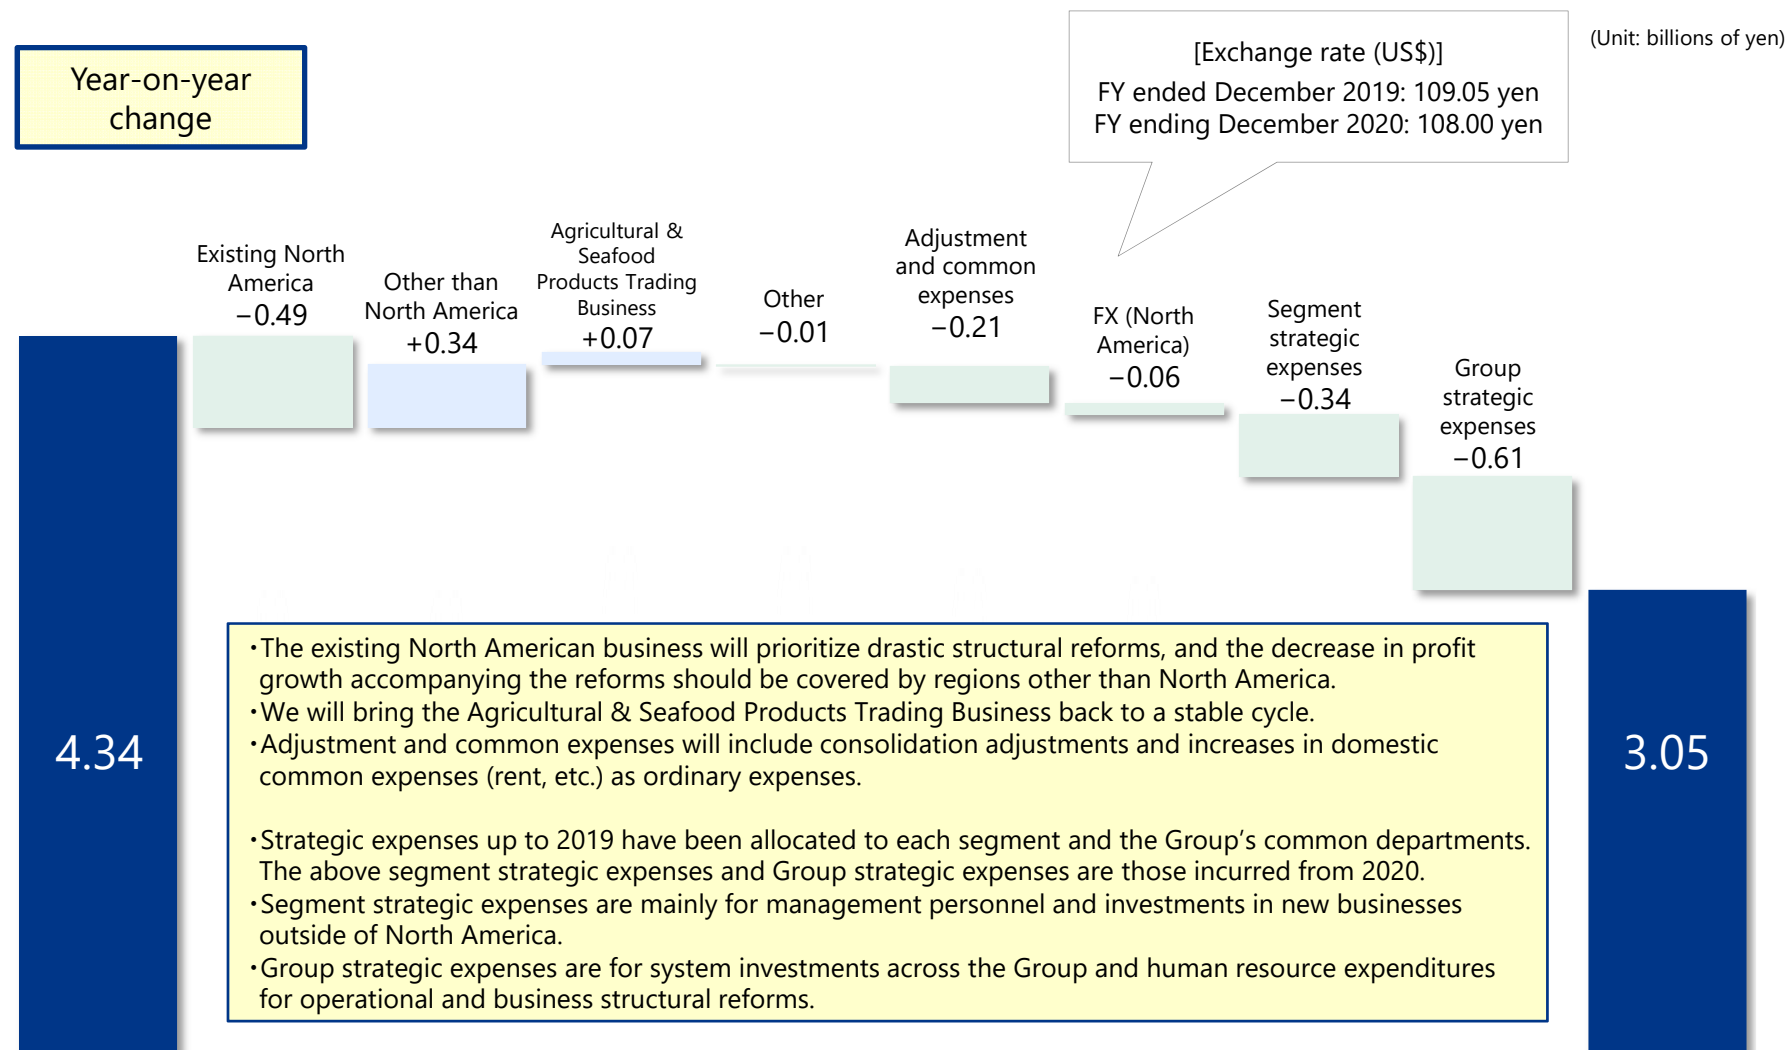 (Unit: billions of yen)
Year-on-year
change
[Exchange rate (US$)]
FY ended December 2019: 109.05 yen
FY ending December 2020: 108.00 yen
Existing North
America
−0.49
Other than
North America
+0.34
Agricultural &
Seafood
Products Trading
Business
+0.07
Other
−0.01
Adjustment
and common
expenses
−0.21
FX (North
America)
−0.06
Segment
strategic
expenses
−0.34
Group
strategic
expenses
−0.61
4.34
・The existing North American business will prioritize drastic structural reforms, and the decrease in profit
growth accompanying the reforms should be covered by regions other than North America.
・We will bring the Agricultural & Seafood Products Trading Business back to a stable cycle.
・Adjustment and common expenses will include consolidation adjustments and increases in domestic
common expenses (rent, etc.) as ordinary expenses.
・Strategic expenses up to 2019 have been allocated to each segment and the Group’s common departments.
The above segment strategic expenses and Group strategic expenses are those incurred from 2020.
・Segment strategic expenses are mainly for management personnel and investments in new businesses
outside of North America.
・Group strategic expenses are for system investments across the Group and human resource expenditures
for operational and business structural reforms.
3.05